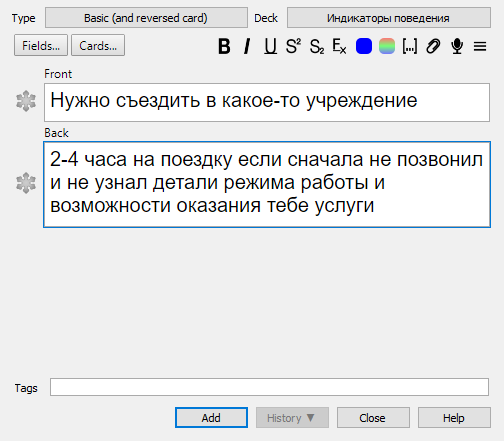 Type Basic (and reversed card) Deck Индикаторы поведения
Fields... Cards... B I U S² S₂ Eₓ [...]
Front
Нужно съездить в какое-то учреждение
Back
2-4 часа на поездку если сначала не позвонил
и не узнал детали режима работы и
возможности оказания тебе услуги
Tags
Add History ▼ Close Help